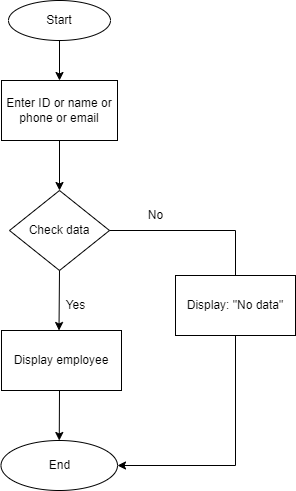 Start
Enter ID or name or
phone or email
Check data
No
Yes
Display: "No data"
Display employee
End